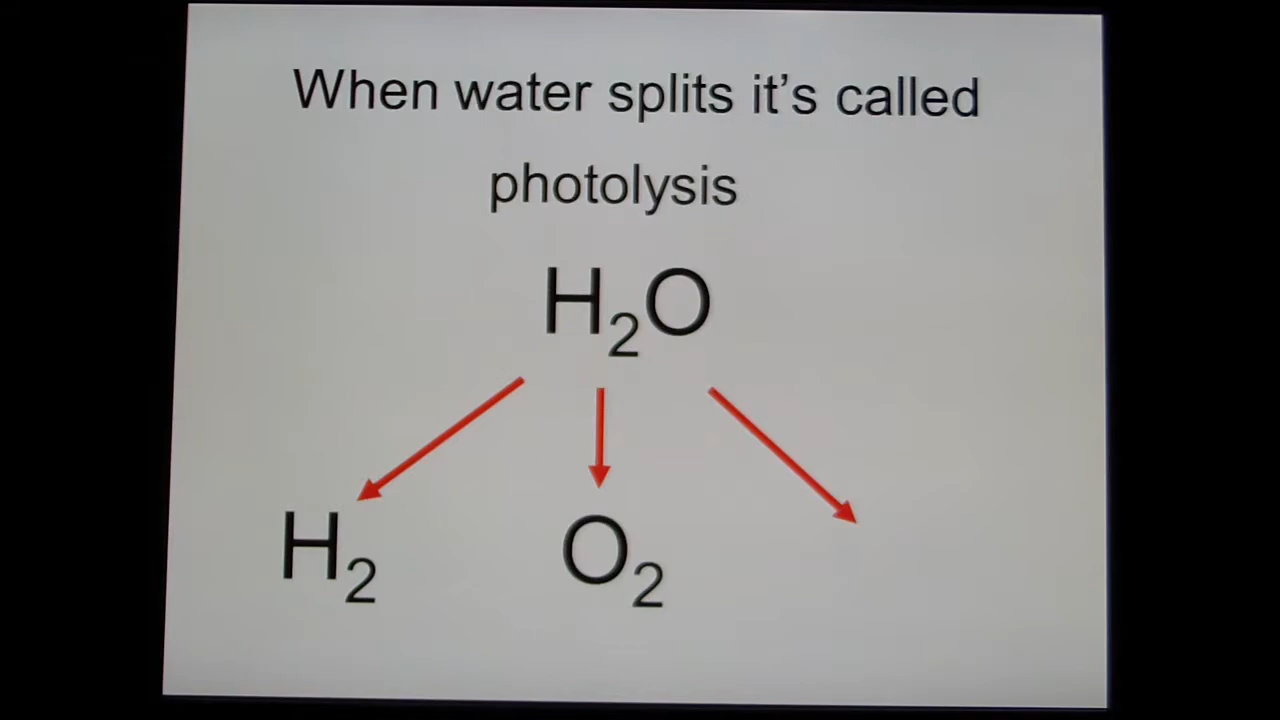 When water splits it's called
photolysis
H₂O
H₂ O₂